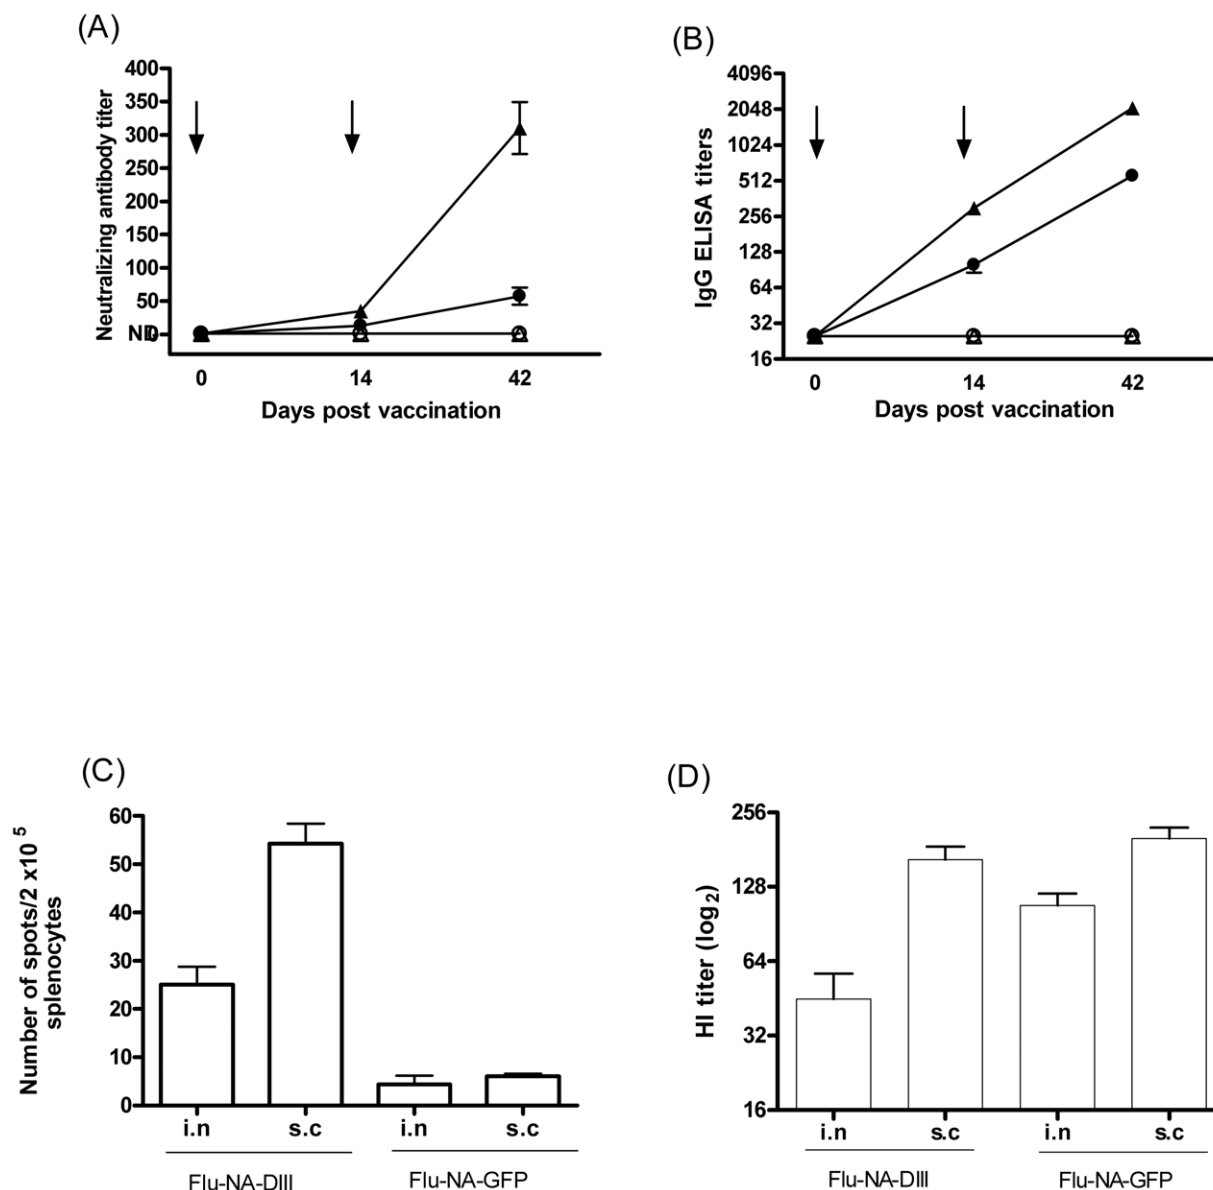 (A)
Neutralizing antibody titer
400
350
300
250
200
150
100
50
0
ND
0 14 42
Days post vaccination
(B)
IgG ELISA titers
4096
2048
1024
512
256
128
64
32
16
0 14 42
Days post vaccination
(C)
Number of spots/2 x10 5
splenocytes
60
50
40
30
20
10
0
i.n s.c i.n s.c
Flu-NA-DIII Flu-NA-GFP
(D)
HI titer (log2)
256
128
64
32
16
i.n s.c i.n s.c
Flu-NA-DIII Flu-NA-GFP